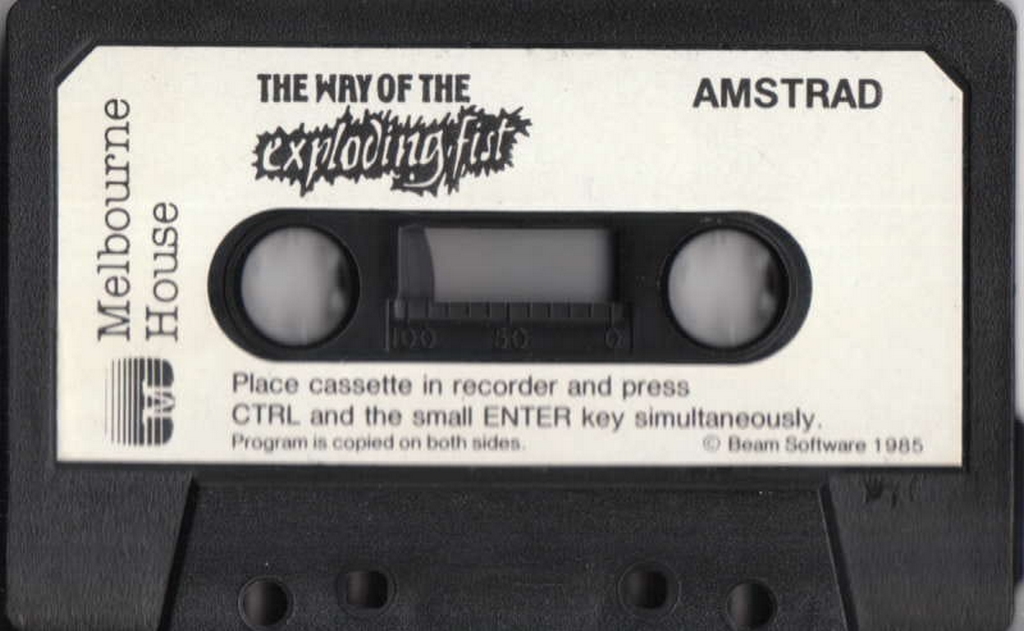 THE WAY OF THE
exploding fist
AMSTRAD
Melbourne
House
100 50 0
Place cassette in recorder and press
CTRL and the small ENTER key simultaneously.
Program is copied on both sides.
© Beam Software 1985